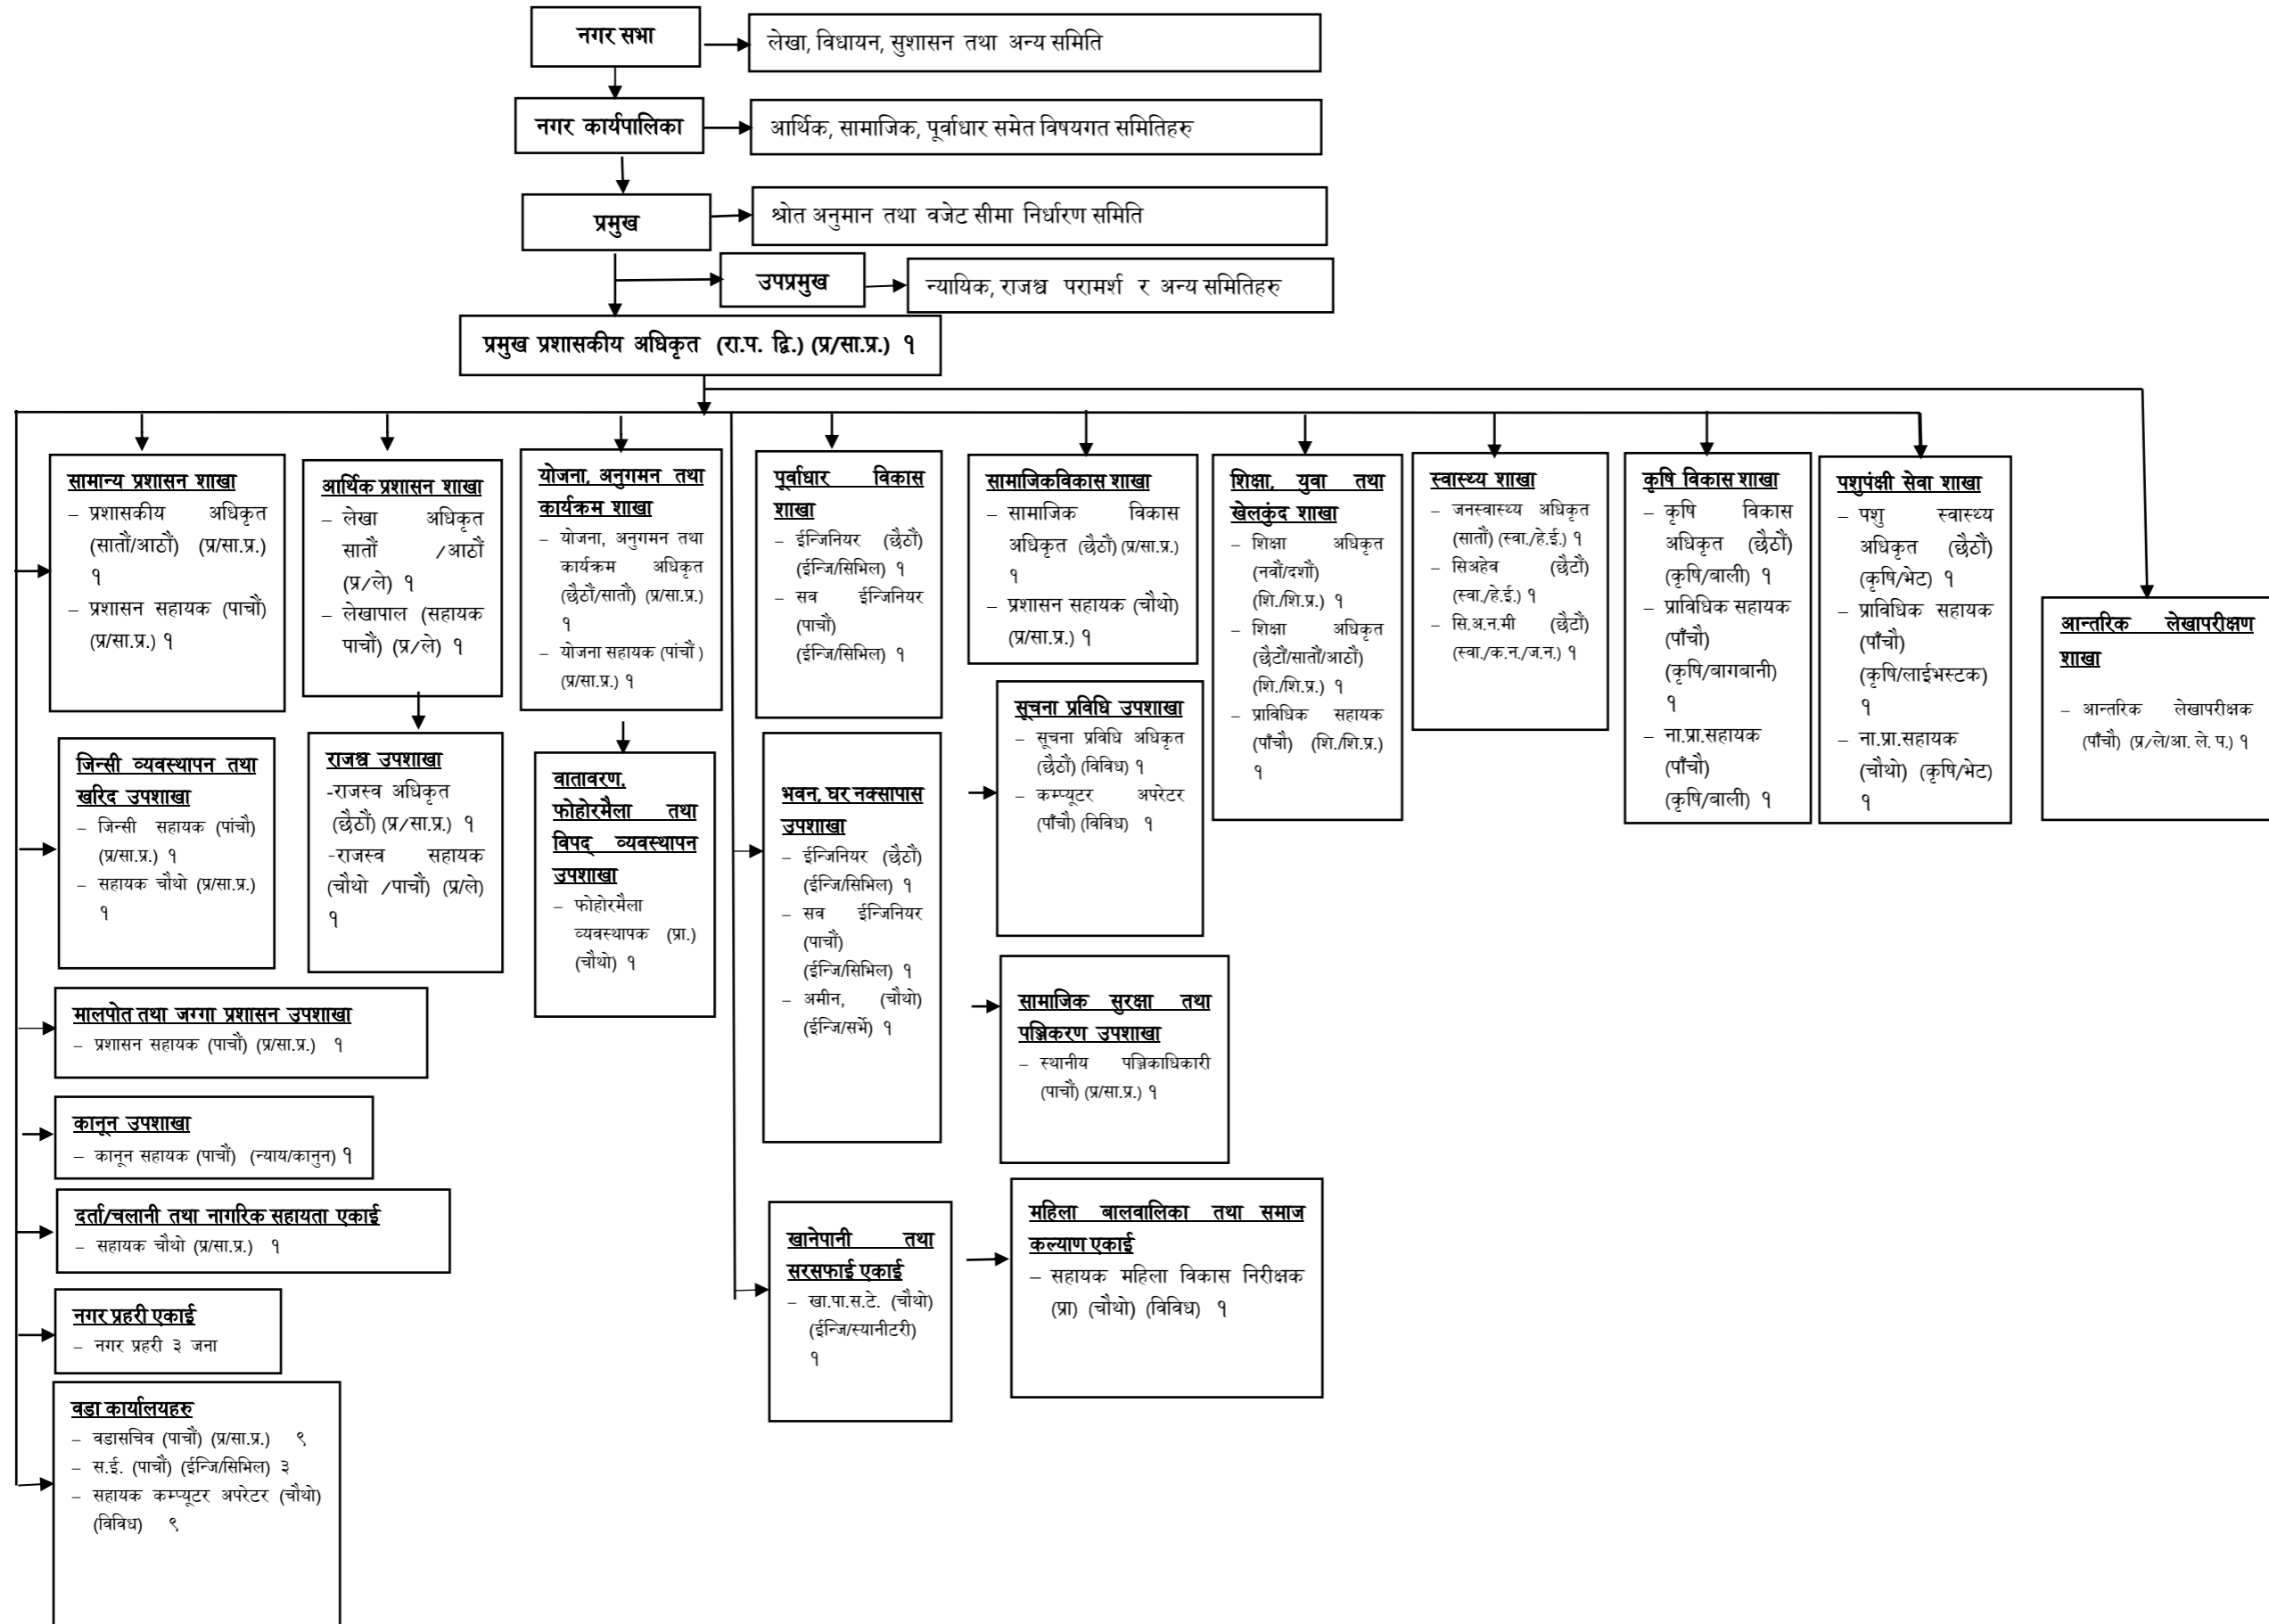 नगर सभा
लेखा, विधायन, सुशासन तथा अन्य समिति
नगर कार्यपालिका
आर्थिक, सामाजिक, पूर्वाधार समेत विषयगत समितिहरु
प्रमुख
श्रोत अनुमान तथा वजेट सीमा निर्धारण समिति
उपप्रमुख
न्यायिक, राजश्व परामर्श र अन्य समितिहरु
प्रमुख प्रशासकीय अधिकृत (रा.प. द्वि.) (प्र/सा.प्र.) १
सामान्य प्रशासन शाखा
– प्रशासकीय अधिकृत
(सातौं/आठौं) (प्र/सा.प्र.)
१
– प्रशासन सहायक (पाचौं)
(प्र/सा.प्र.) १
आर्थिक प्रशासन शाखा
– लेखा अधिकृत
सातौं /आठौं
(प्र/ले) १
– लेखापाल (सहायक
पाचौं) (प्र/ले) १
योजना, अनुगमन तथा
कार्यक्रम शाखा
– योजना, अनुगमन तथा
कार्यक्रम अधिकृत
(छैठौं/सातौं) (प्र/सा.प्र.)
१
– योजना सहायक (पांचौं )
(प्र/सा.प्र.) १
पूर्वाधार विकास
शाखा
– ईन्जिनियर (छैठौं)
(ईन्जि/सिभिल) १
– सव ईन्जिनियर
(पाचौं)
(ईन्जि/सिभिल) १
सामाजिकविकास शाखा
– सामाजिक विकास
अधिकृत (छैठौं) (प्र/सा.प्र.)
१
– प्रशासन सहायक (चौथो)
(प्र/सा.प्र.) १
शिक्षा, युवा तथा
खेलकुंद शाखा
– शिक्षा अधिकृत
(नवौं/दशौं)
(शि./शि.प्र.) १
– शिक्षा अधिकृत
(छैटौं/सातौं/आठौं)
(शि./शि.प्र.) १
– प्राविधिक सहायक
(पाँचौ) (शि./शि.प्र.)
१
स्वास्थ्य शाखा
– जनस्वास्थ्य अधिकृत
(सातौं) (स्वा./हे.ई.) १
– सिअहेव (छैटौं)
(स्वा./हे.ई.) १
– सि.अ.न.मी (छैटौं)
(स्वा./क.न./ज.न.) १
कृषि विकास शाखा
– कृषि विकास
अधिकृत (छैठौं)
(कृषि/बाली) १
– प्राविधिक सहायक
(पाँचौ)
(कृषि/बागबानी)
१
– ना.प्रा.सहायक
(पाँचौ)
(कृषि/बाली) १
पशुपंक्षी सेवा शाखा
– पशु स्वास्थ्य
अधिकृत (छैठौं)
(कृषि/भेट) १
– प्राविधिक सहायक
(पाँचौ)
(कृषि/लाईभस्टक)
१
– ना.प्रा.सहायक
(चौथो) (कृषि/भेट)
१
आन्तरिक लेखापरीक्षण
शाखा
– आन्तरिक लेखापरीक्षक
(पाँचौ) (प्र/ले/आ. ले. प.) १
जिन्सी व्यवस्थापन तथा
खरिद उपशाखा
– जिन्सी सहायक (पांचौ)
(प्र/सा.प्र.) १
– सहायक चौथो (प्र/सा.प्र.)
१
राजश्व उपशाखा
-राजस्व अधिकृत
(छैठौं) (प्र/सा.प्र.) १
-राजस्व सहायक
(चौथो /पाचौं) (प्र/ले)
१
वातावरण,
फोहोरमैला तथा
विपद् व्यवस्थापन
उपशाखा
– फोहोरमैला
व्यवस्थापक (प्रा.)
(चौथो) १
भवन, घर नक्सापास
उपशाखा
– ईन्जिनियर (छैठौं)
(ईन्जि/सिभिल) १
– सव ईन्जिनियर
(पाचौं)
(ईन्जि/सिभिल) १
– अमीन, (चौथो)
(ईन्जि/सर्भे) १
सूचना प्रविधि उपशाखा
– सूचना प्रविधि अधिकृत
(छैठौं) (विविध) १
– कम्प्यूटर अपरेटर
(पाँचौ) (विविध) १
सामाजिक सुरक्षा तथा
पञ्जिकरण उपशाखा
– स्थानीय पञ्जिकाधिकारी
(पाचौं) (प्र/सा.प्र.) १
मालपोत तथा जग्गा प्रशासन उपशाखा
– प्रशासन सहायक (पाचौं) (प्र/सा.प्र.) १
कानून उपशाखा
– कानून सहायक (पाचौं) (न्याय/कानुन) १
दर्ता/चलानी तथा नागरिक सहायता एकाई
– सहायक चौथो (प्र/सा.प्र.) १
खानेपानी तथा
सरसफाई एकाई
– खा.पा.स.टे. (चौथो)
(ईन्जि/स्यानीटरी)
१
महिला बालवालिका तथा समाज
कल्याण एकाई
– सहायक महिला विकास निरीक्षक
(प्रा) (चौथो) (विविध) १
नगर प्रहरी एकाई
– नगर प्रहरी ३ जना
वडा कार्यालयहरु
– वडासचिव (पाचौं) (प्र/सा.प्र.) ९
– स.ई. (पाचौं) (ईन्जि/सिभिल) ३
– सहायक कम्प्यूटर अपरेटर (चौथो)
(विविध) ९